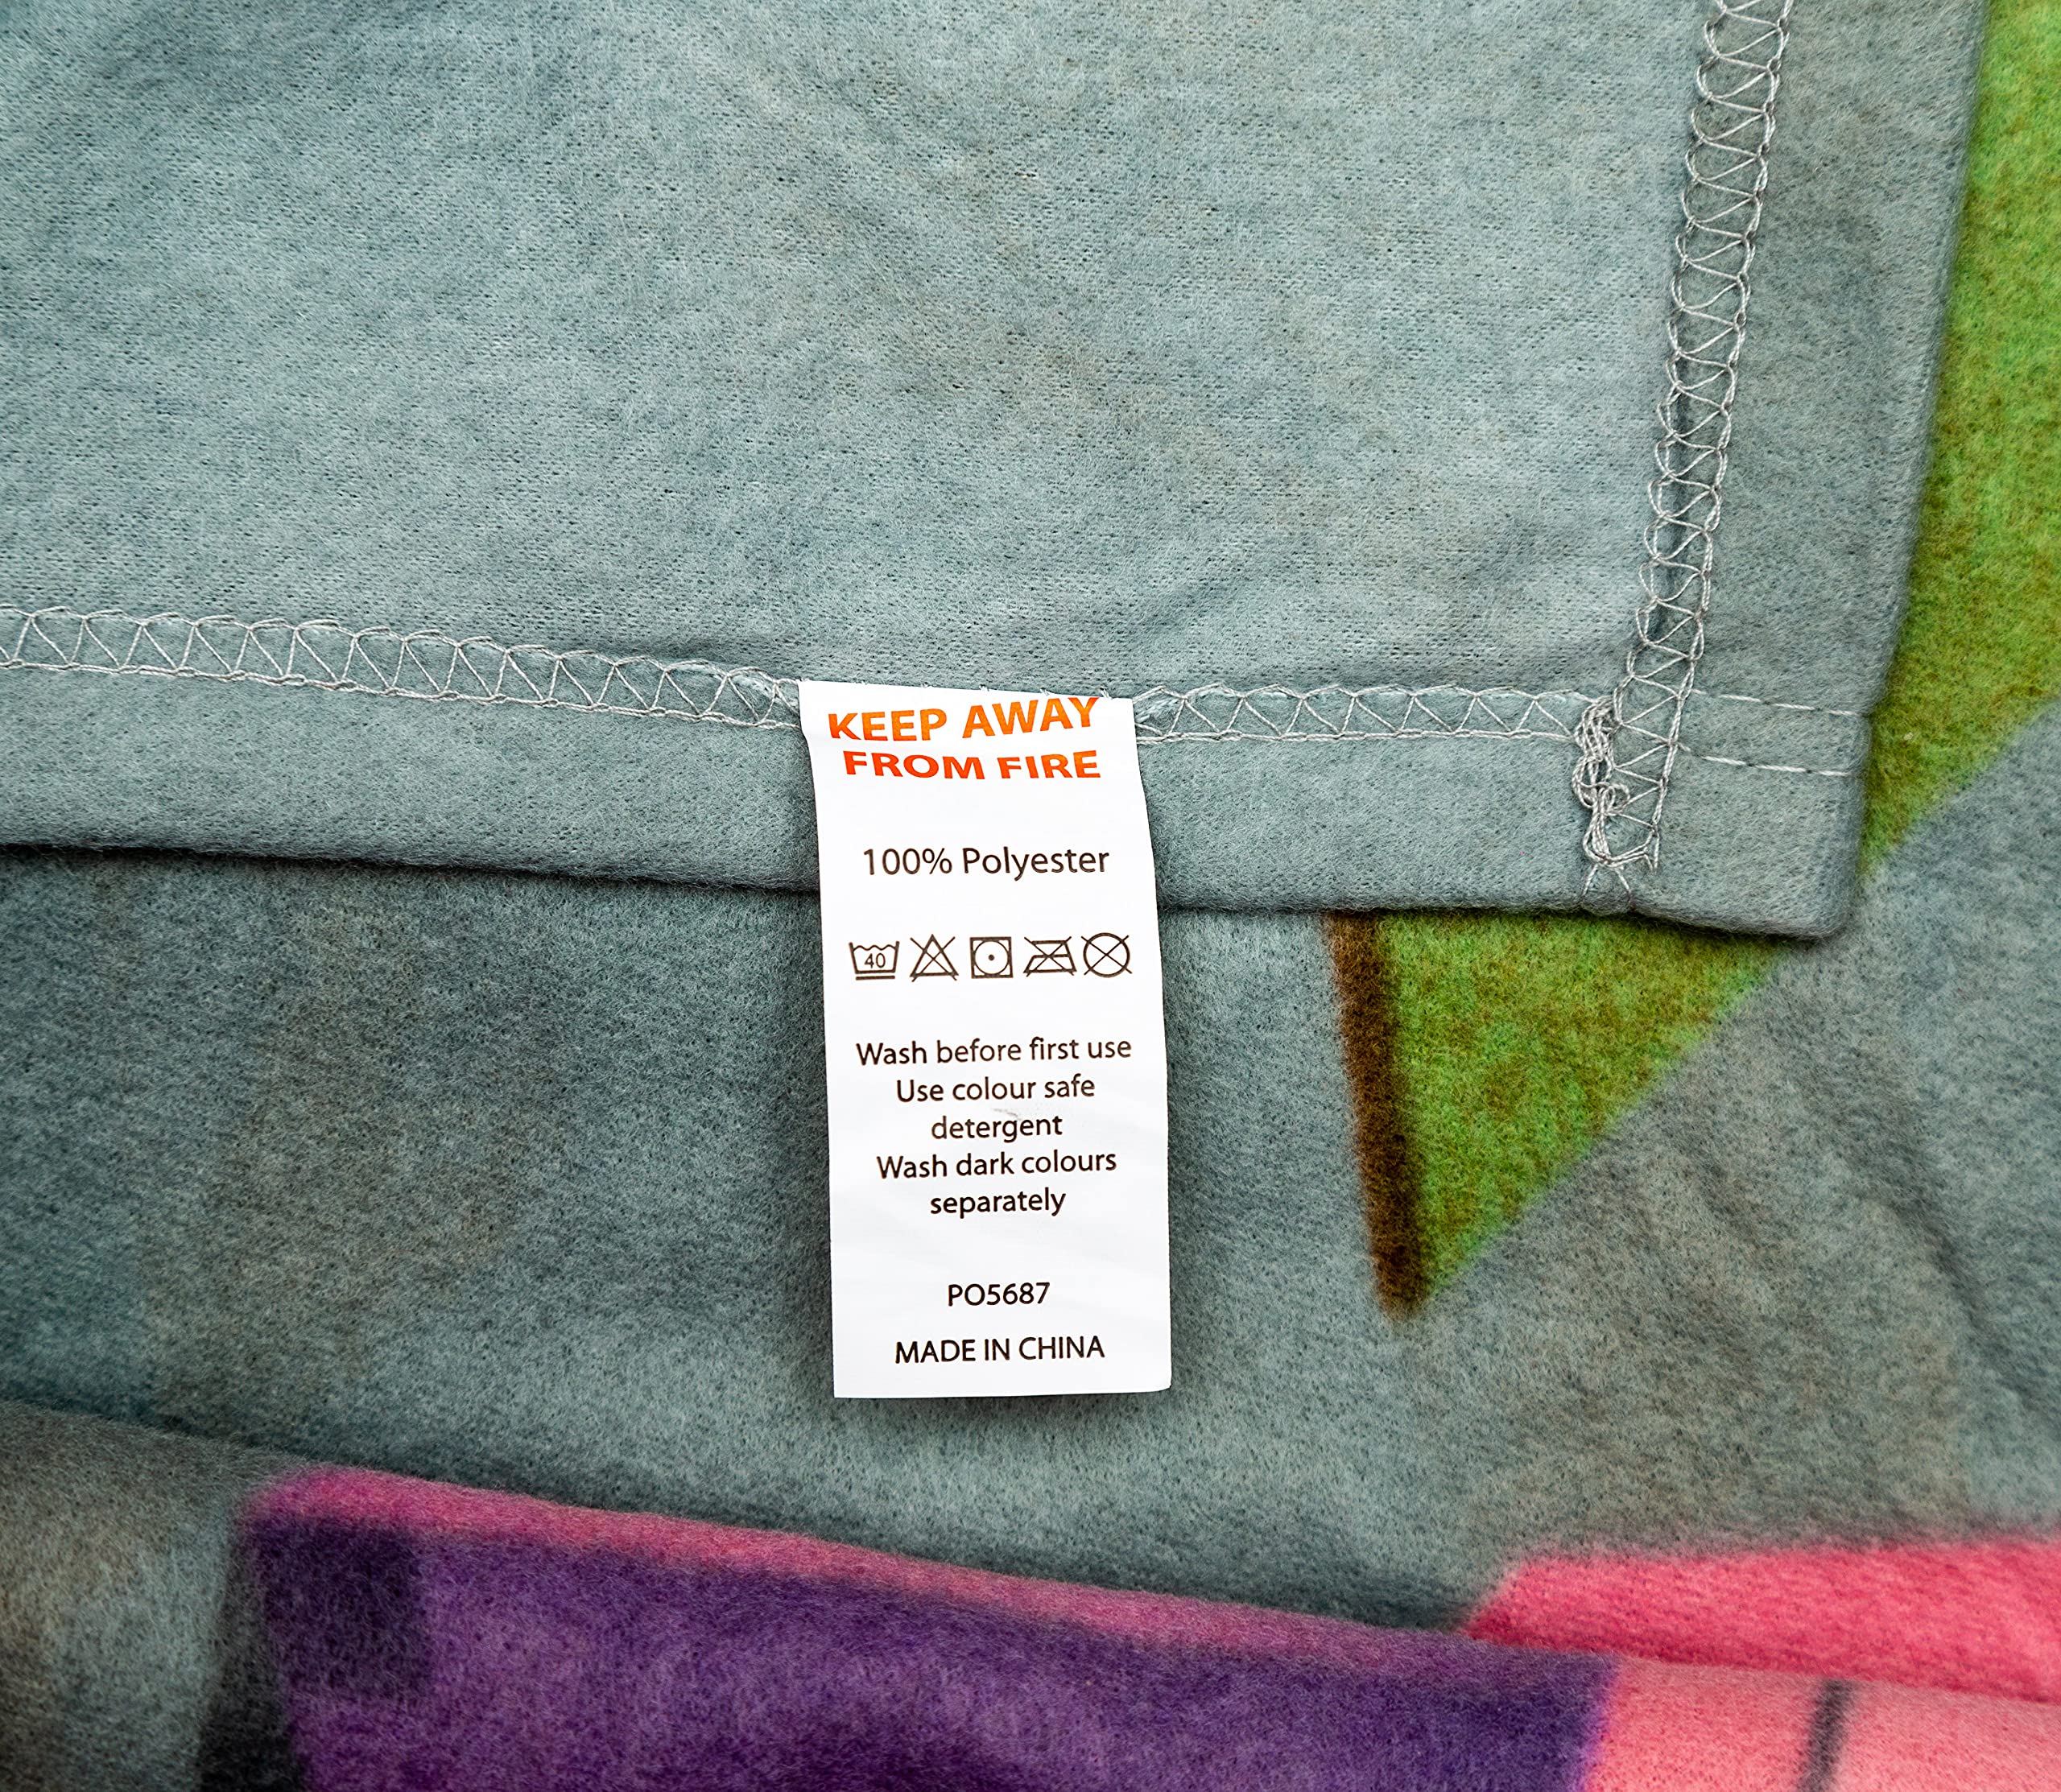 KEEP AWAY
FROM FIRE
100% Polyester
40
Wash before first use
Use colour safe
detergent
Wash dark colours
separately
PO5687
MADE IN CHINA